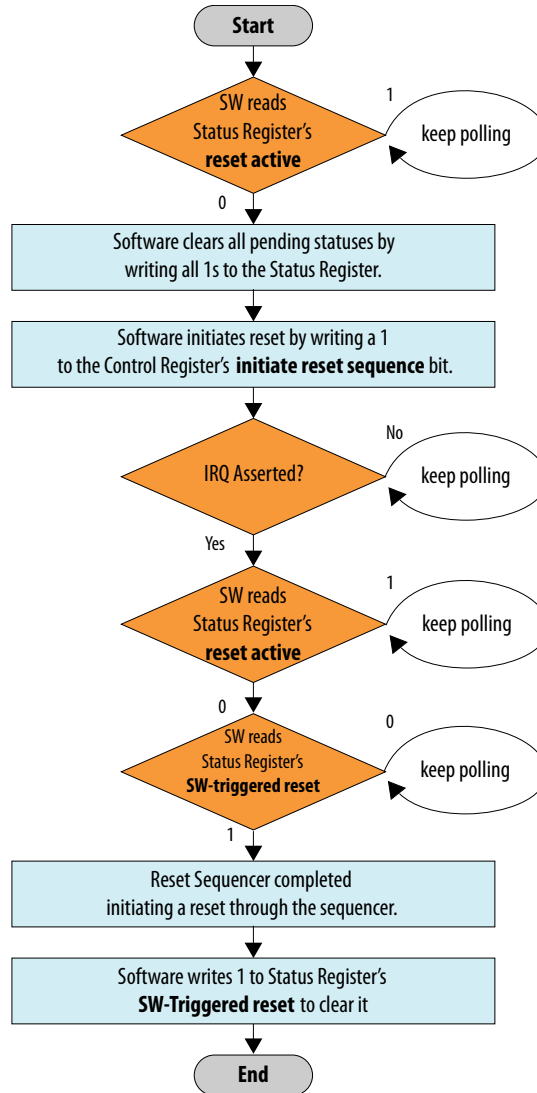 Start
SW reads
Status Register's
reset active
1
keep polling
0
Software clears all pending statuses by
writing all 1s to the Status Register.
Software initiates reset by writing a 1
to the Control Register's initiate reset sequence bit.
IRQ Asserted?
No
keep polling
Yes
SW reads
Status Register's
reset active
1
keep polling
0
SW reads
Status Register's
SW-triggered reset
0
keep polling
1
Reset Sequencer completed
initiating a reset through the sequencer.
Software writes 1 to Status Register's
SW-Triggered reset to clear it
End